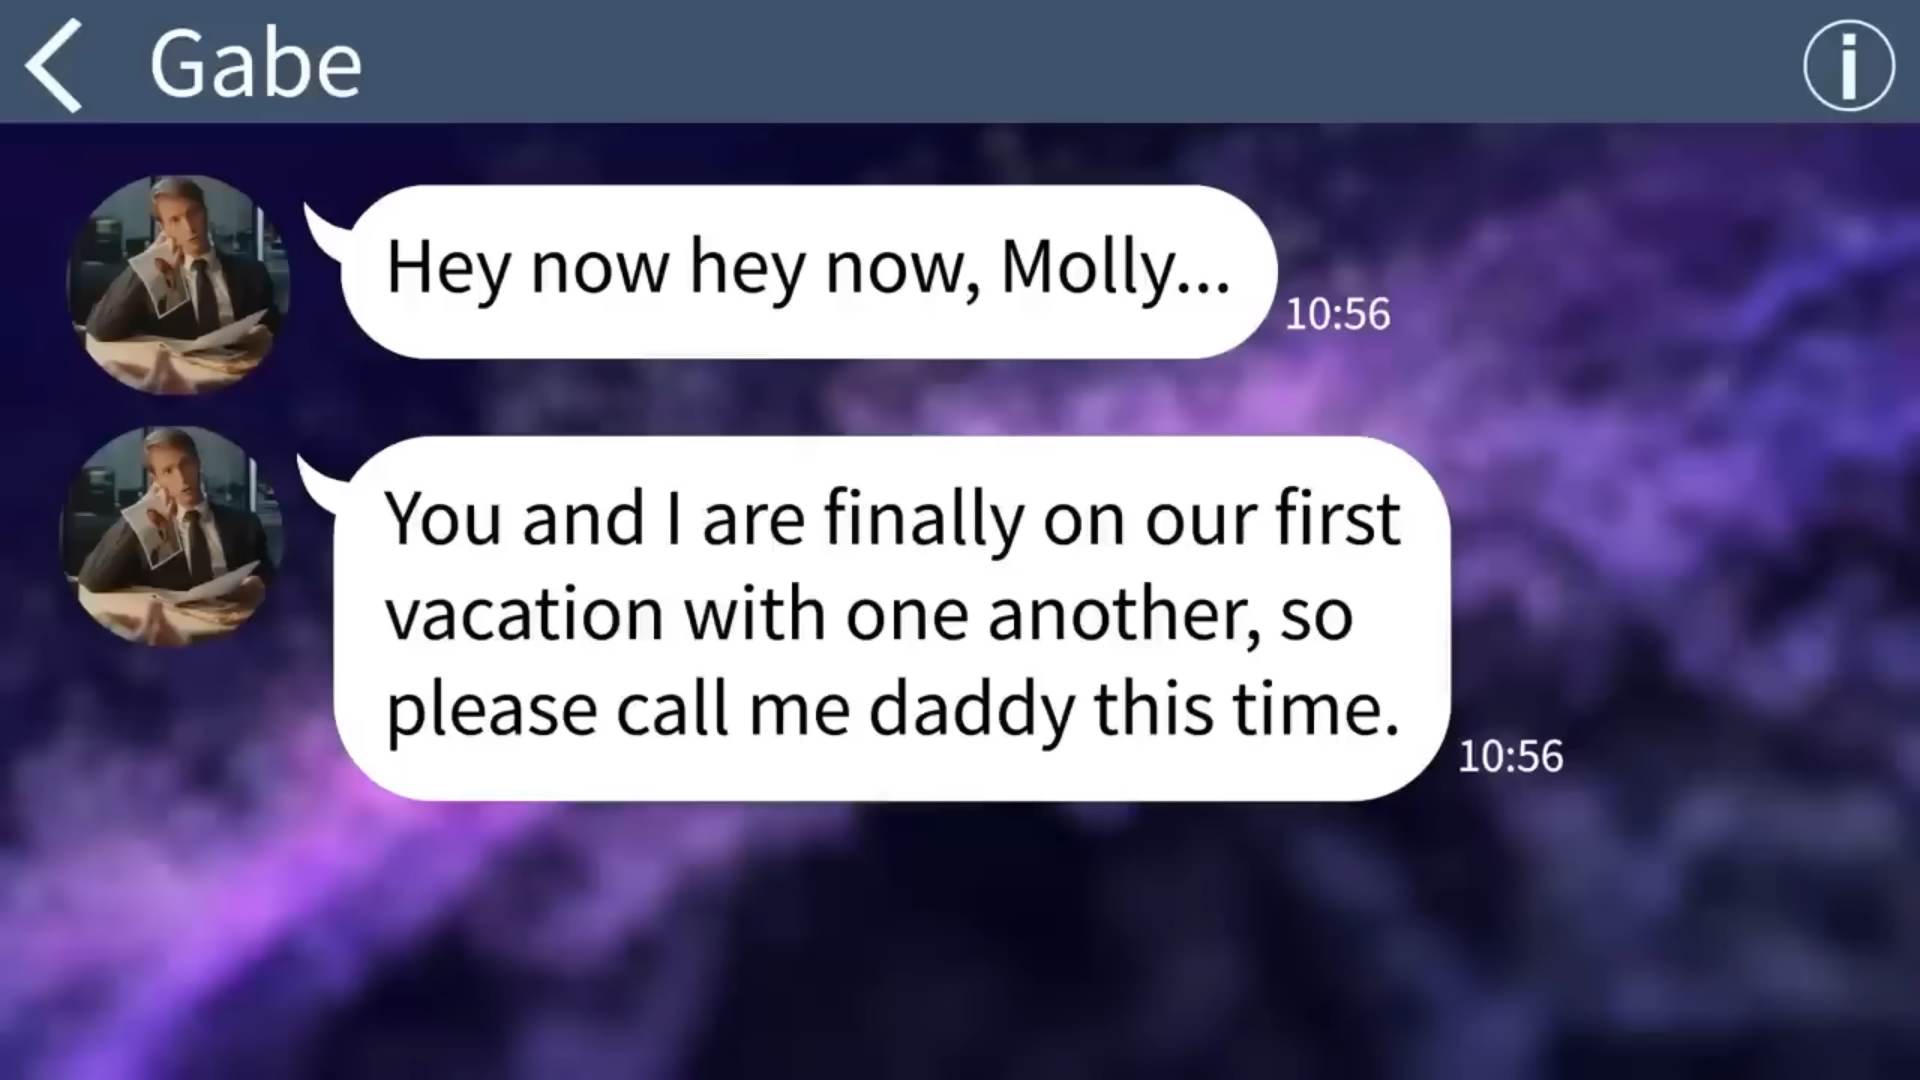 Gabe
Hey now hey now, Molly...
10:56
You and I are finally on our first
vacation with one another, so
please call me daddy this time.
10:56